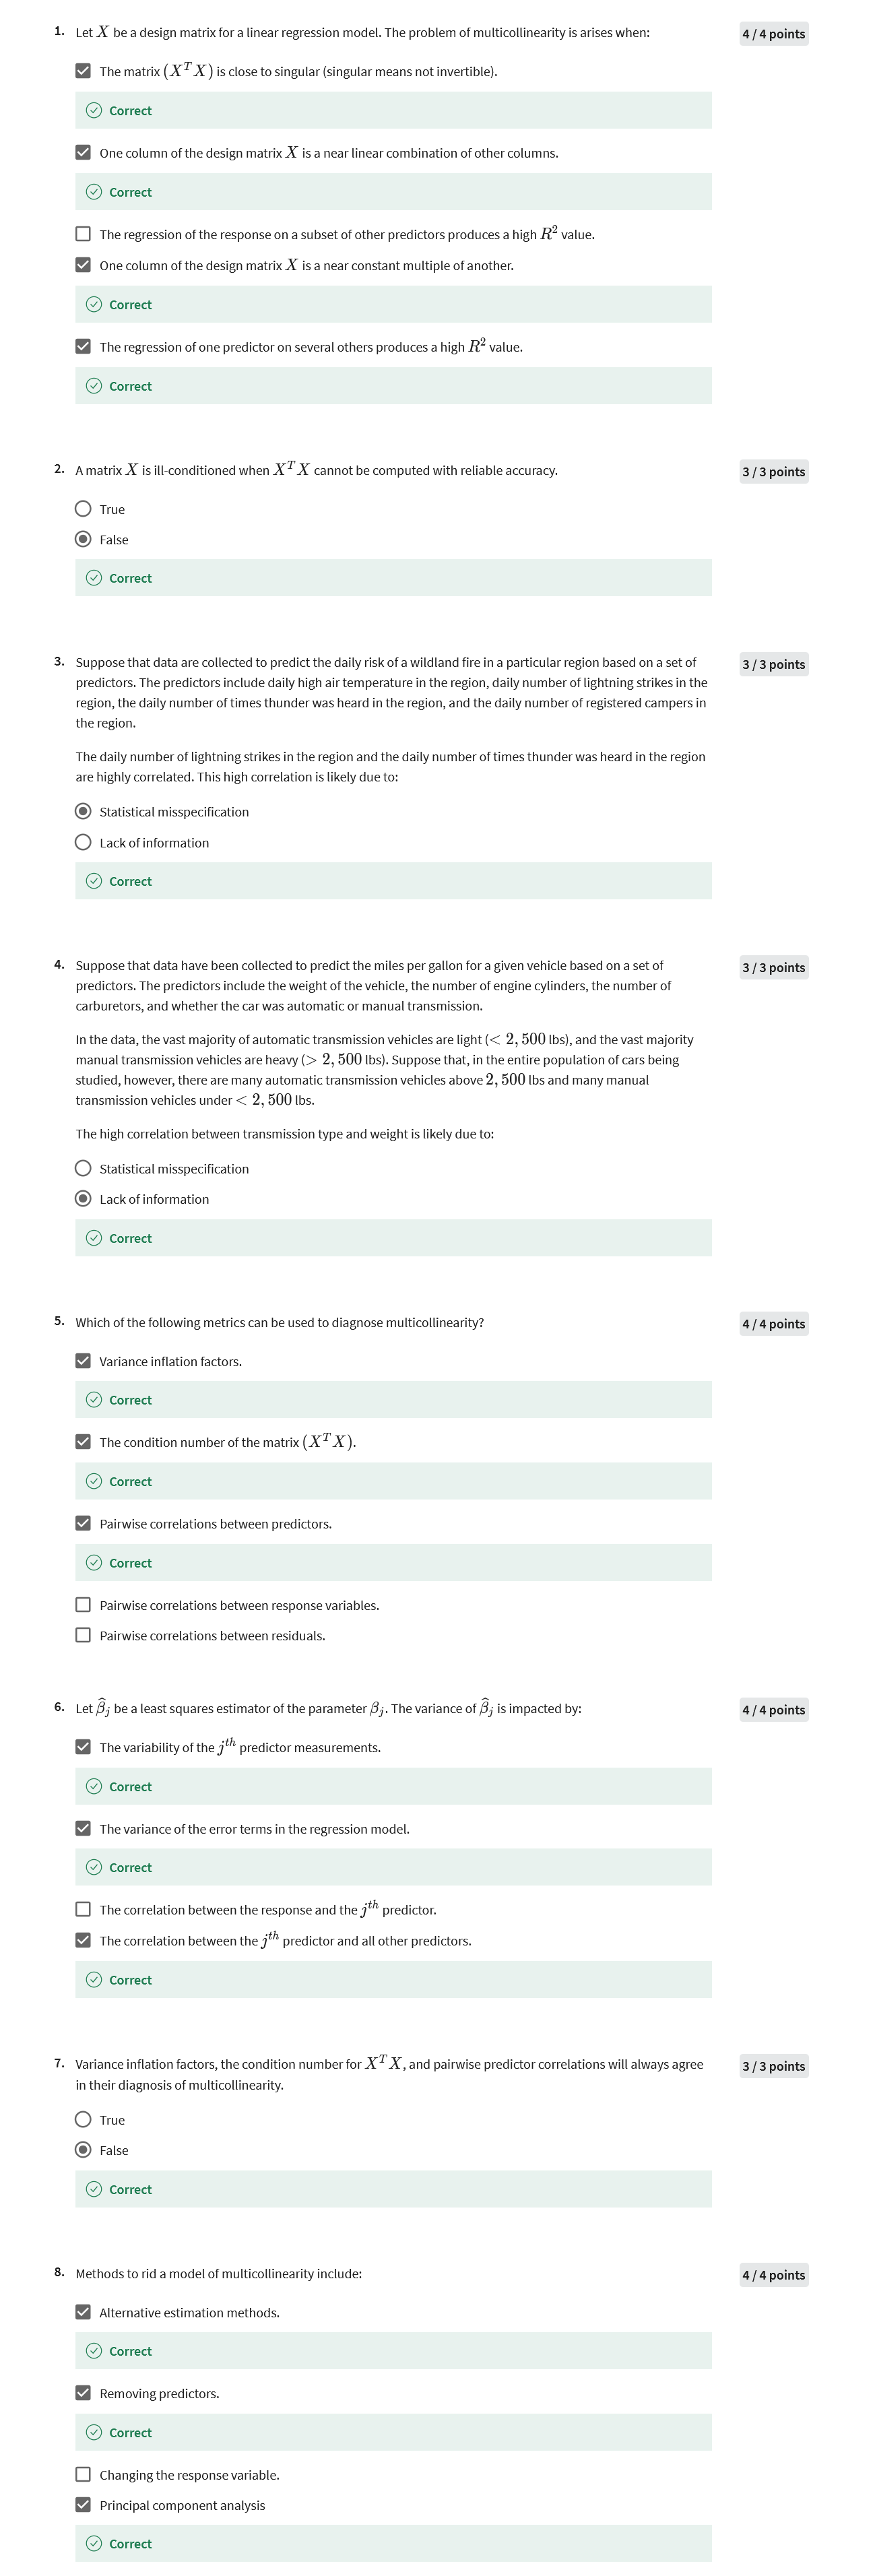 1. Let X be a design matrix for a linear regression model. The problem of multicollinearity is arises when:
4 / 4 points
The matrix (X^T X) is close to singular (singular means not invertible).
Correct
One column of the design matrix X is a near linear combination of other columns.
Correct
The regression of the response on a subset of other predictors produces a high R² value.
One column of the design matrix X is a near constant multiple of another.
Correct
The regression of one predictor on several others produces a high R² value.
Correct
2. A matrix X is ill-conditioned when X^T X cannot be computed with reliable accuracy.
3 / 3 points
True
False
Correct
3. Suppose that data are collected to predict the daily risk of a wildland fire in a particular region based on a set of
3 / 3 points
predictors. The predictors include daily high air temperature in the region, daily number of lightning strikes in the
region, the daily number of times thunder was heard in the region, and the daily number of registered campers in
the region.
The daily number of lightning strikes in the region and the daily number of times thunder was heard in the region
are highly correlated. This high correlation is likely due to:
Statistical misspecification
Lack of information
Correct
4. Suppose that data have been collected to predict the miles per gallon for a given vehicle based on a set of
3 / 3 points
predictors. The predictors include the weight of the vehicle, the number of engine cylinders, the number of
carburetors, and whether the car was automatic or manual transmission.
In the data, the vast majority of automatic transmission vehicles are light (< 2, 500 lbs), and the vast majority
manual transmission vehicles are heavy (> 2, 500 lbs). Suppose that, in the entire population of cars being
studied, however, there are many automatic transmission vehicles above 2, 500 lbs and many manual
transmission vehicles under < 2, 500 lbs.
The high correlation between transmission type and weight is likely due to:
Statistical misspecification
Lack of information
Correct
5. Which of the following metrics can be used to diagnose multicollinearity?
4 / 4 points
Variance inflation factors.
Correct
The condition number of the matrix (X^T X).
Correct
Pairwise correlations between predictors.
Correct
Pairwise correlations between response variables.
Pairwise correlations between residuals.
6. Let β̂_j be a least squares estimator of the parameter β_j. The variance of β̂_j is impacted by:
4 / 4 points
The variability of the j^th predictor measurements.
Correct
The variance of the error terms in the regression model.
Correct
The correlation between the response and the j^th predictor.
The correlation between the j^th predictor and all other predictors.
Correct
7. Variance inflation factors, the condition number for X^T X, and pairwise predictor correlations will always agree
3 / 3 points
in their diagnosis of multicollinearity.
True
False
Correct
8. Methods to rid a model of multicollinearity include:
4 / 4 points
Alternative estimation methods.
Correct
Removing predictors.
Correct
Changing the response variable.
Principal component analysis
Correct